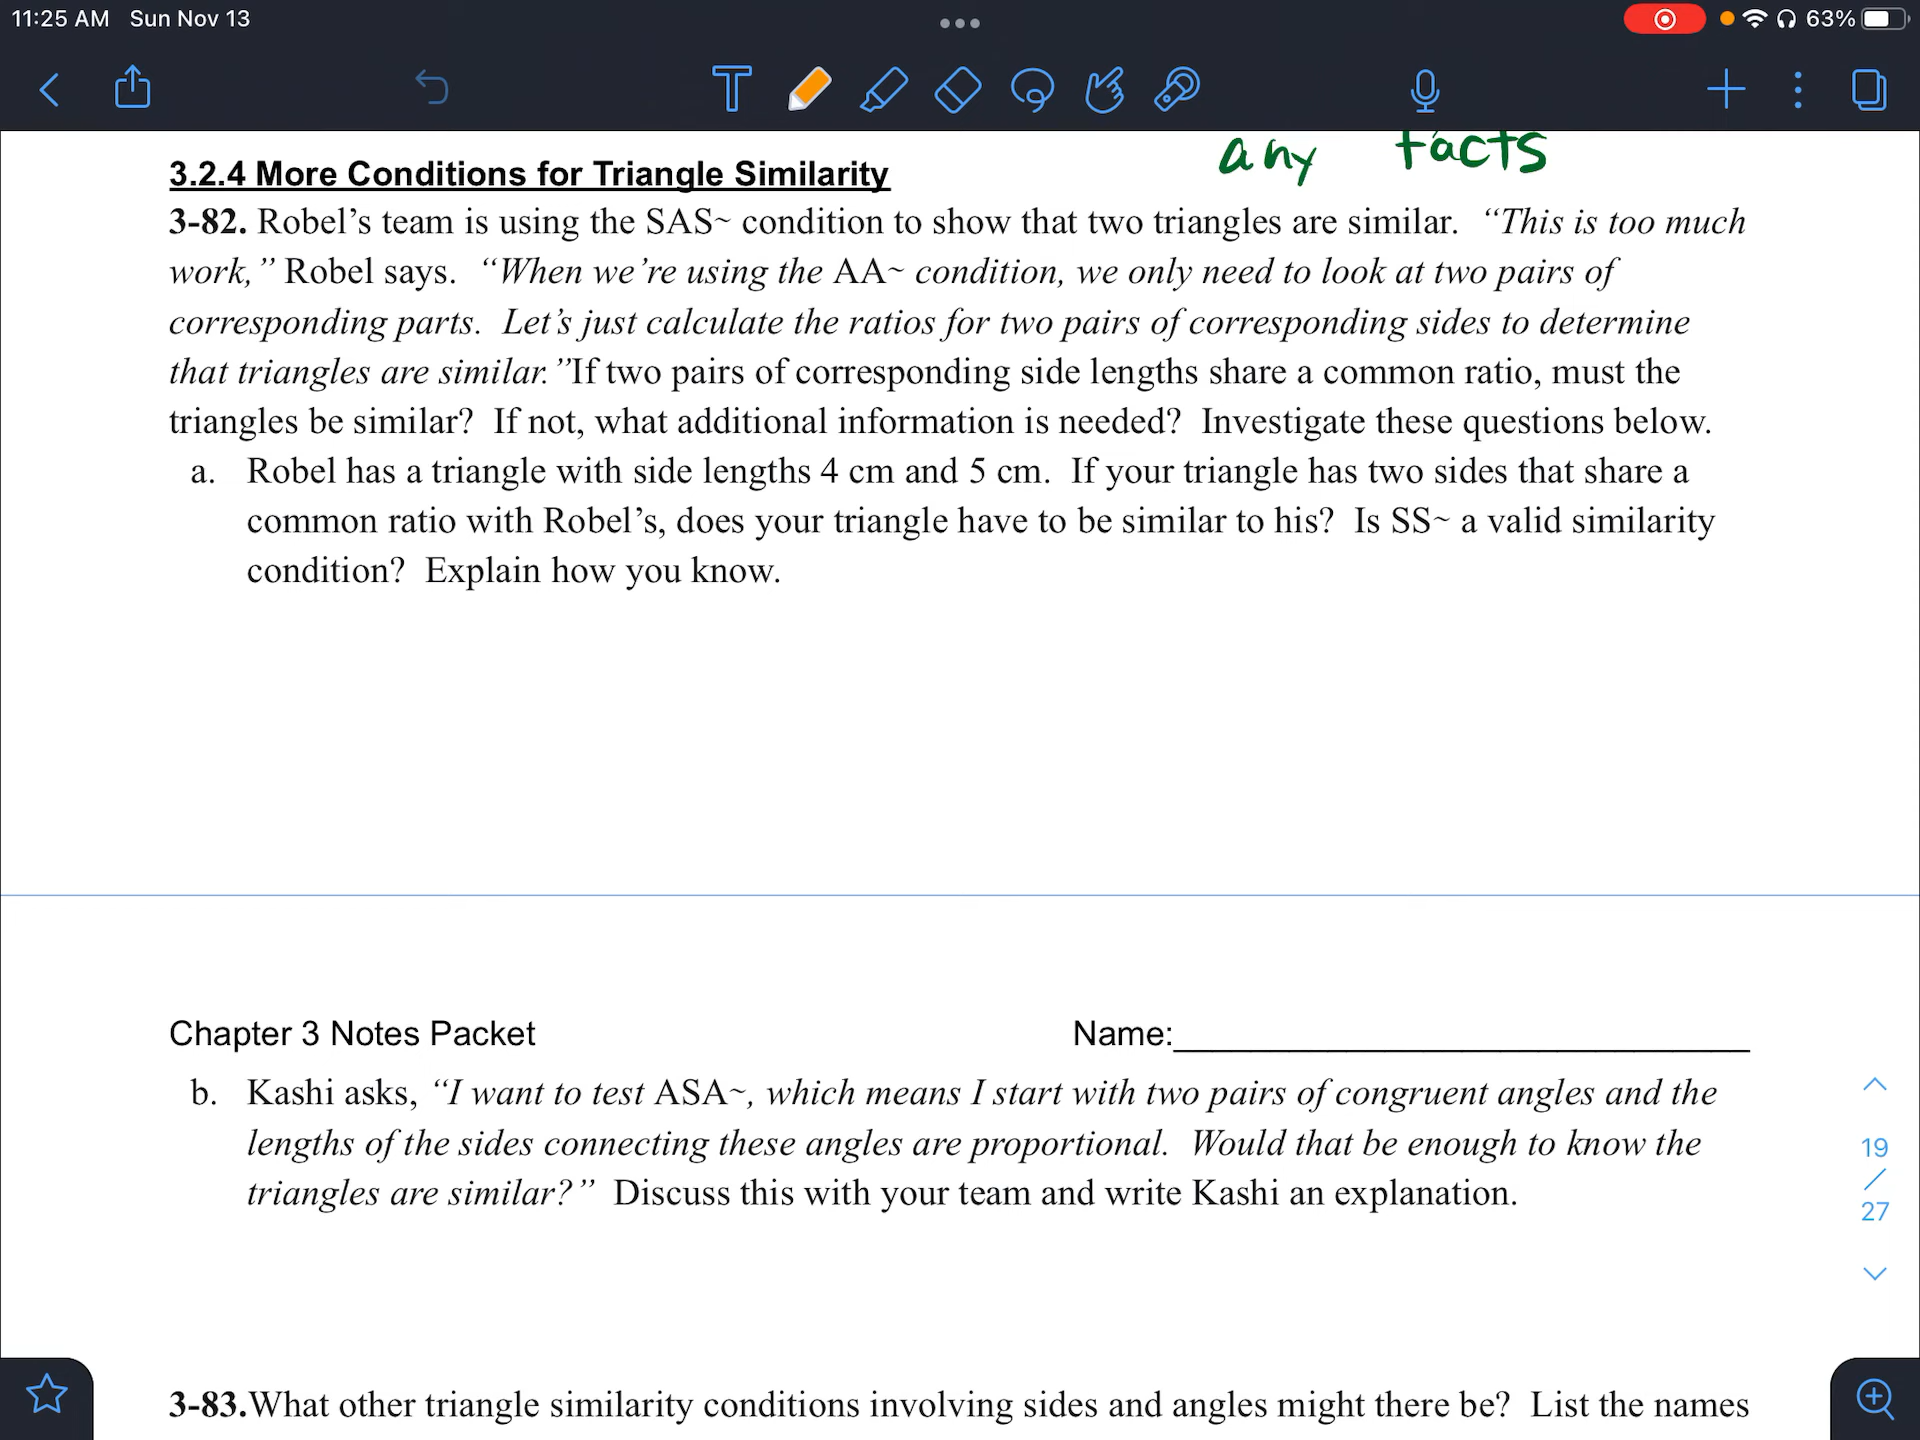 11:25 AM Sun Nov 13
63%
any facts
3.2.4 More Conditions for Triangle Similarity
3-82. Robel’s team is using the SAS~ condition to show that two triangles are similar. “This is too much
work,” Robel says. “When we’re using the AA~ condition, we only need to look at two pairs of
corresponding parts. Let’s just calculate the ratios for two pairs of corresponding sides to determine
that triangles are similar.”If two pairs of corresponding side lengths share a common ratio, must the
triangles be similar? If not, what additional information is needed? Investigate these questions below.
a. Robel has a triangle with side lengths 4 cm and 5 cm. If your triangle has two sides that share a
common ratio with Robel’s, does your triangle have to be similar to his? Is SS~ a valid similarity
condition? Explain how you know.
Chapter 3 Notes Packet Name:______________________________
b. Kashi asks, “I want to test ASA~, which means I start with two pairs of congruent angles and the
lengths of the sides connecting these angles are proportional. Would that be enough to know the
triangles are similar?” Discuss this with your team and write Kashi an explanation.
19
/
27
3-83.What other triangle similarity conditions involving sides and angles might there be? List the names